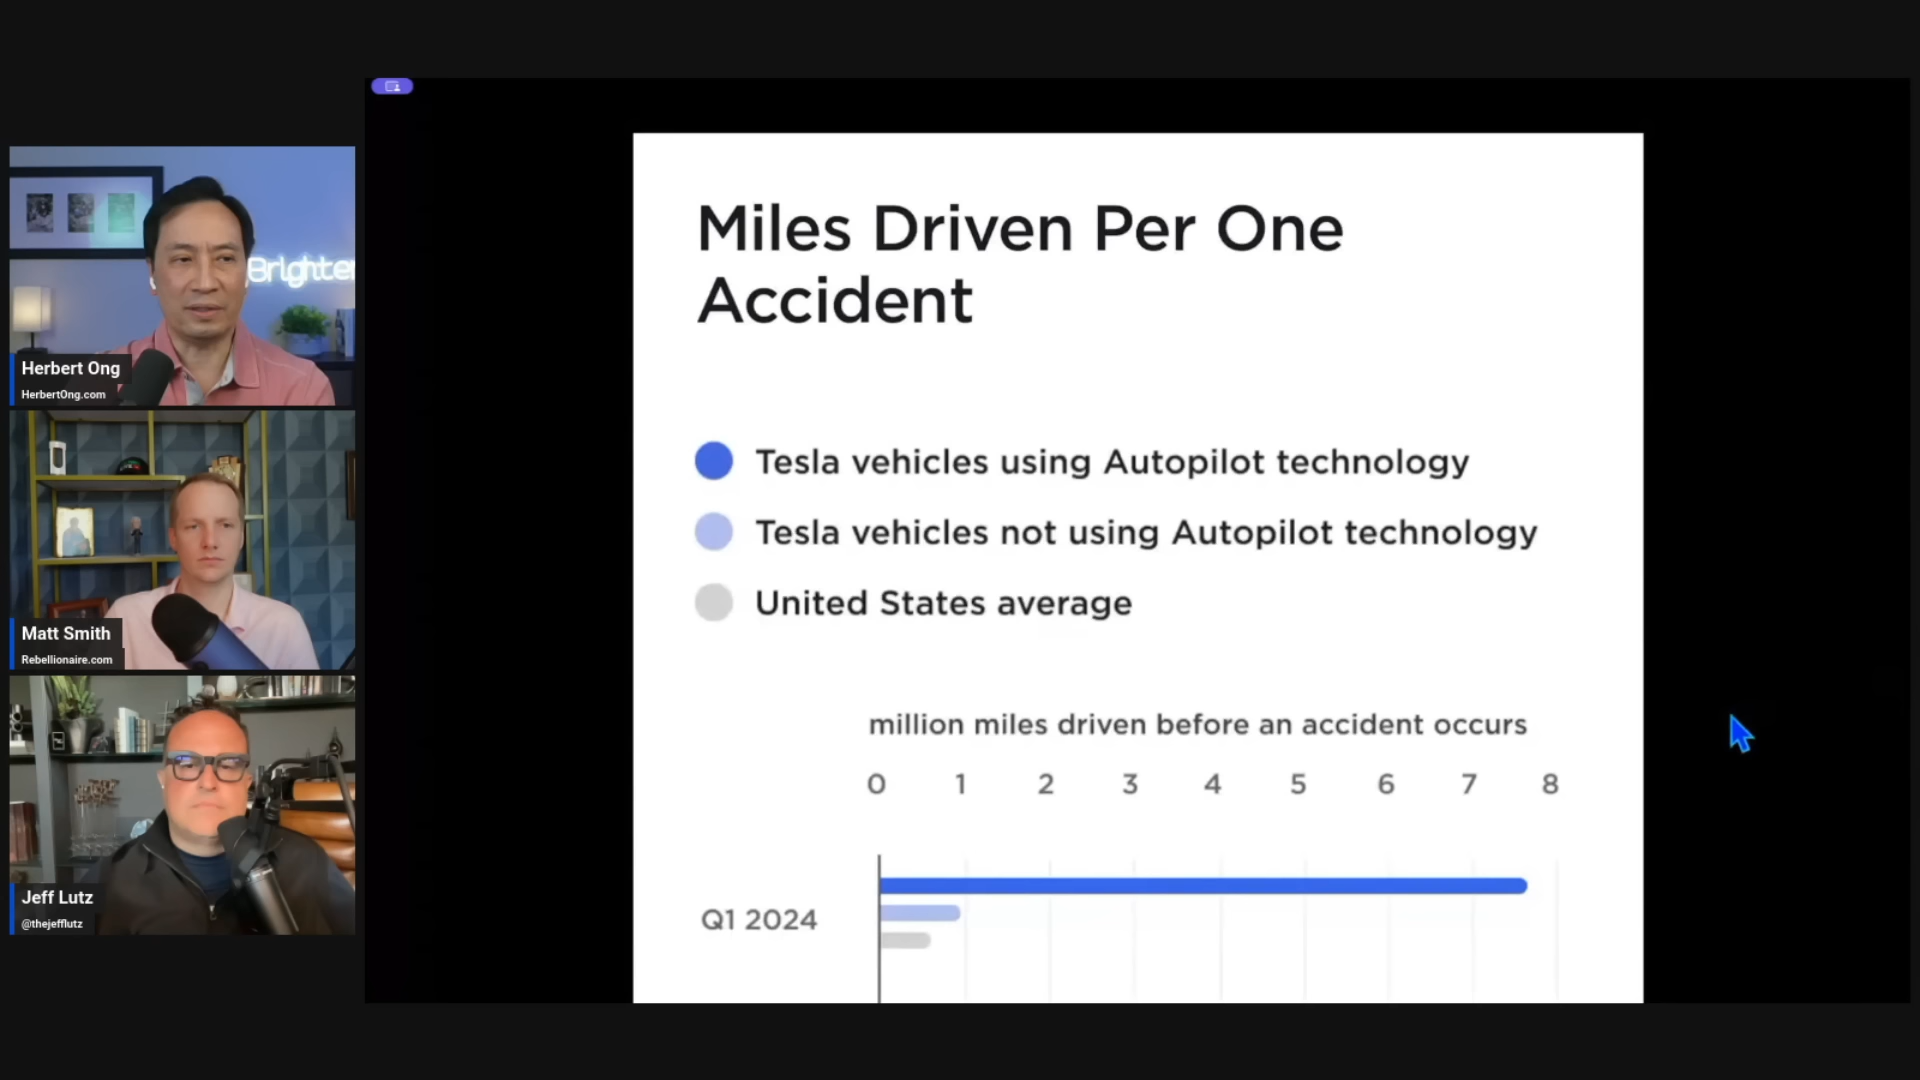 Brighte
Herbert Ong
HerbertOng.com
Matt Smith
Rebellionaire.com
Jeff Lutz
@thejefflutz
Miles Driven Per One
Accident
Tesla vehicles using Autopilot technology
Tesla vehicles not using Autopilot technology
United States average
million miles driven before an accident occurs
0 1 2 3 4 5 6 7 8
Q1 2024